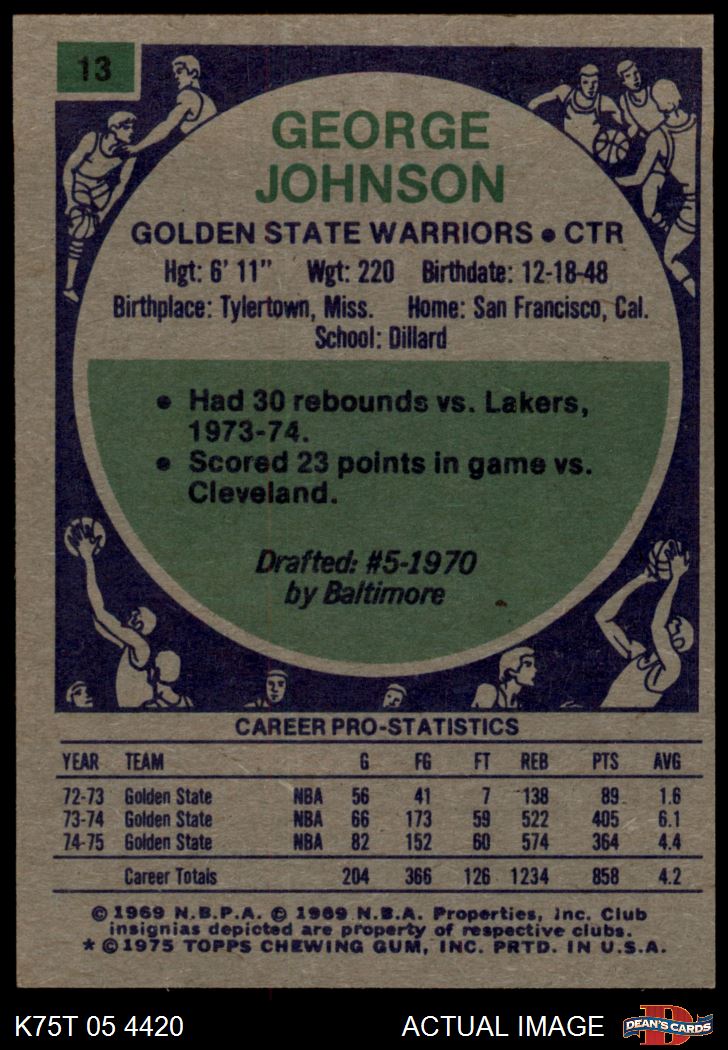 13
GEORGE
JOHNSON
GOLDEN STATE WARRIORS • CTR
Hgt: 6' 11" Wgt: 220 Birthdate: 12-18-48
Birthplace: Tylertown, Miss. Home: San Francisco, Cal.
School: Dillard
• Had 30 rebounds vs. Lakers,
1973-74.
• Scored 23 points in game vs.
Cleveland.
Drafted: #5-1970
by Baltimore
CAREER PRO-STATISTICS
YEAR TEAM G FG FT REB PTS AVG
72-73 Golden State NBA 56 41 7 138 89 1.6
73-74 Golden State NBA 66 173 59 522 405 6.1
74-75 Golden State NBA 82 152 60 574 364 4.4
Career Totals 204 366 126 1234 858 4.2
© 1969 N.B.P.A. © 1969 N.B.A. Properties, Inc. Club
insignias depicted are property of respective clubs.
* © 1975 TOPPS CHEWING GUM, INC. PRTD. IN U.S.A.
K75T 05 4420 ACTUAL IMAGE
D
DEAN'S CARDS